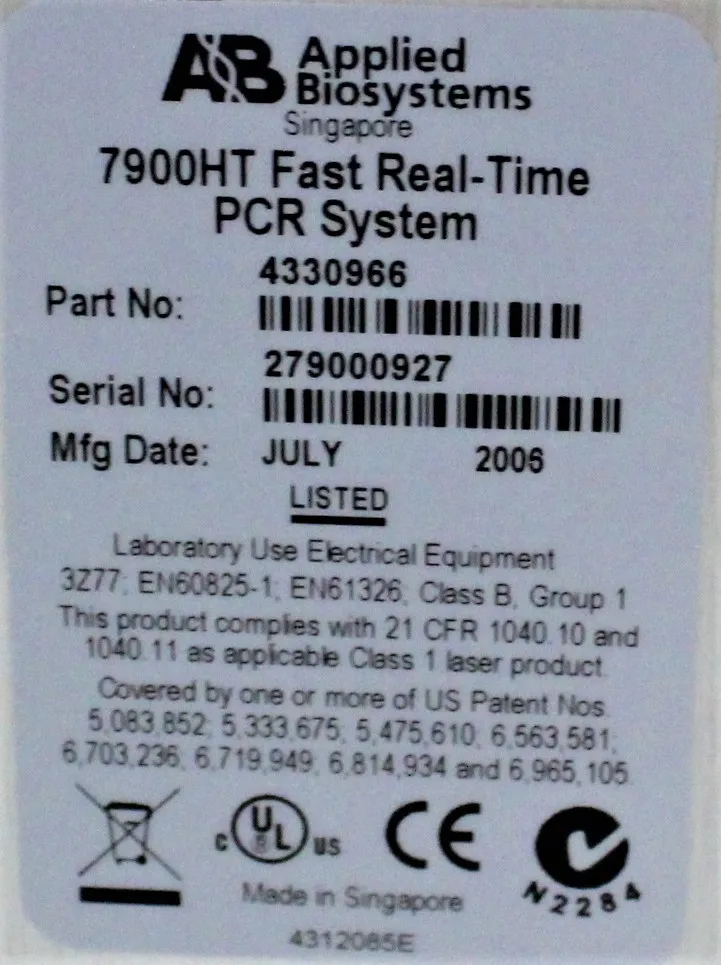 AB Applied
Biosystems
Singapore
7900HT Fast Real-Time
PCR System
4330966
Part No:
279000927
Serial No:
Mfg Date: JULY 2006
LISTED
Laboratory Use Electrical Equipment
3Z77; EN60825-1; EN61326, Class B, Group 1
This product complies with 21 CFR 1040.10 and
1040.11 as applicable Class 1 laser product.
Covered by one or more of US Patent Nos.
5,083,852; 5,333,675; 5,475,610; 6,563,581;
6,703,236; 6,719,949; 6,814,934 and 6,965,105.
C UL US CE
N2284
Made in Singapore
4312085E